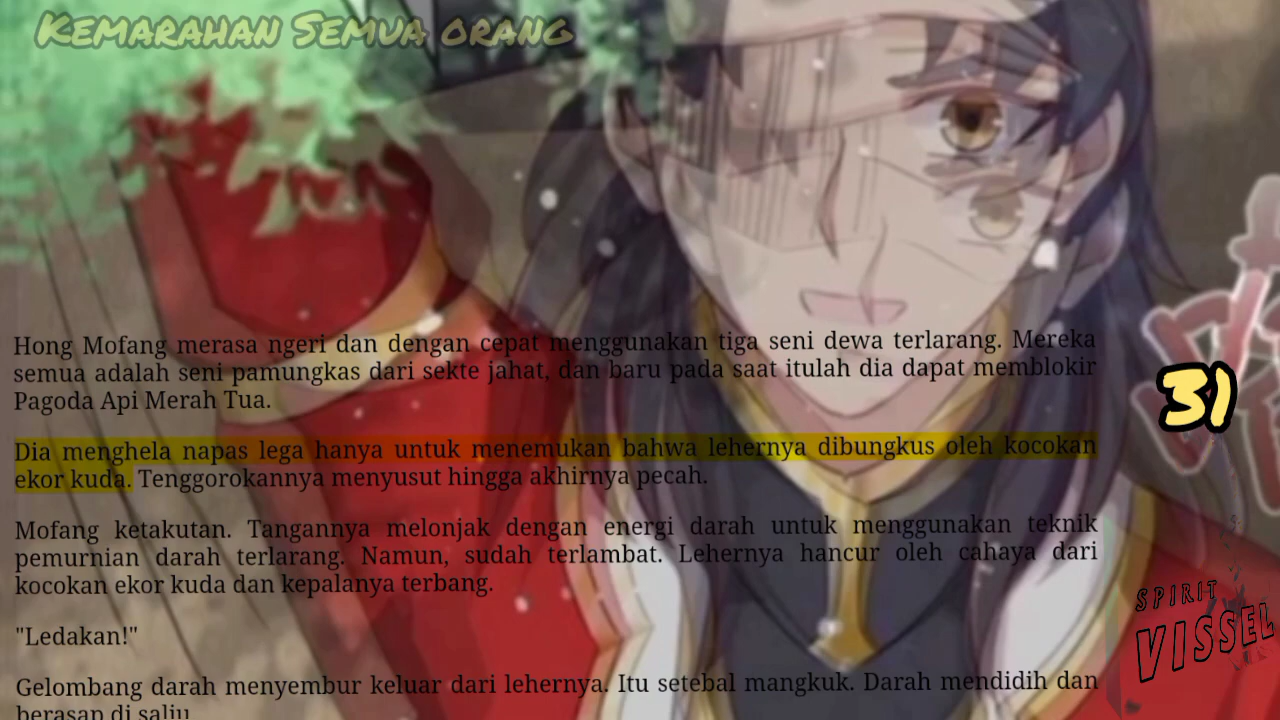 Kemarahan Semua orang
Hong Mofang merasa ngeri dan dengan cepat menggunakan tiga seni dewa terlarang. Mereka
semua adalah seni pamungkas dari sekte jahat, dan baru pada saat itulah dia dapat memblokir
Pagoda Api Merah Tua.
Dia menghela napas lega hanya untuk menemukan bahwa lehernya dibungkus oleh kocokan
ekor kuda. Tenggorokannya menyusut hingga akhirnya pecah.
Mofang ketakutan. Tangannya melonjak dengan energi darah untuk menggunakan teknik
pemurnian darah terlarang. Namun, sudah terlambat. Lehernya hancur oleh cahaya dari
kocokan ekor kuda dan kepalanya terbang.
"Ledakan!"
Gelombang darah menyembur keluar dari lehernya. Itu setebal mangkuk. Darah mendidih dan
berasap di saliu
31
SPIRIT
VISSEL